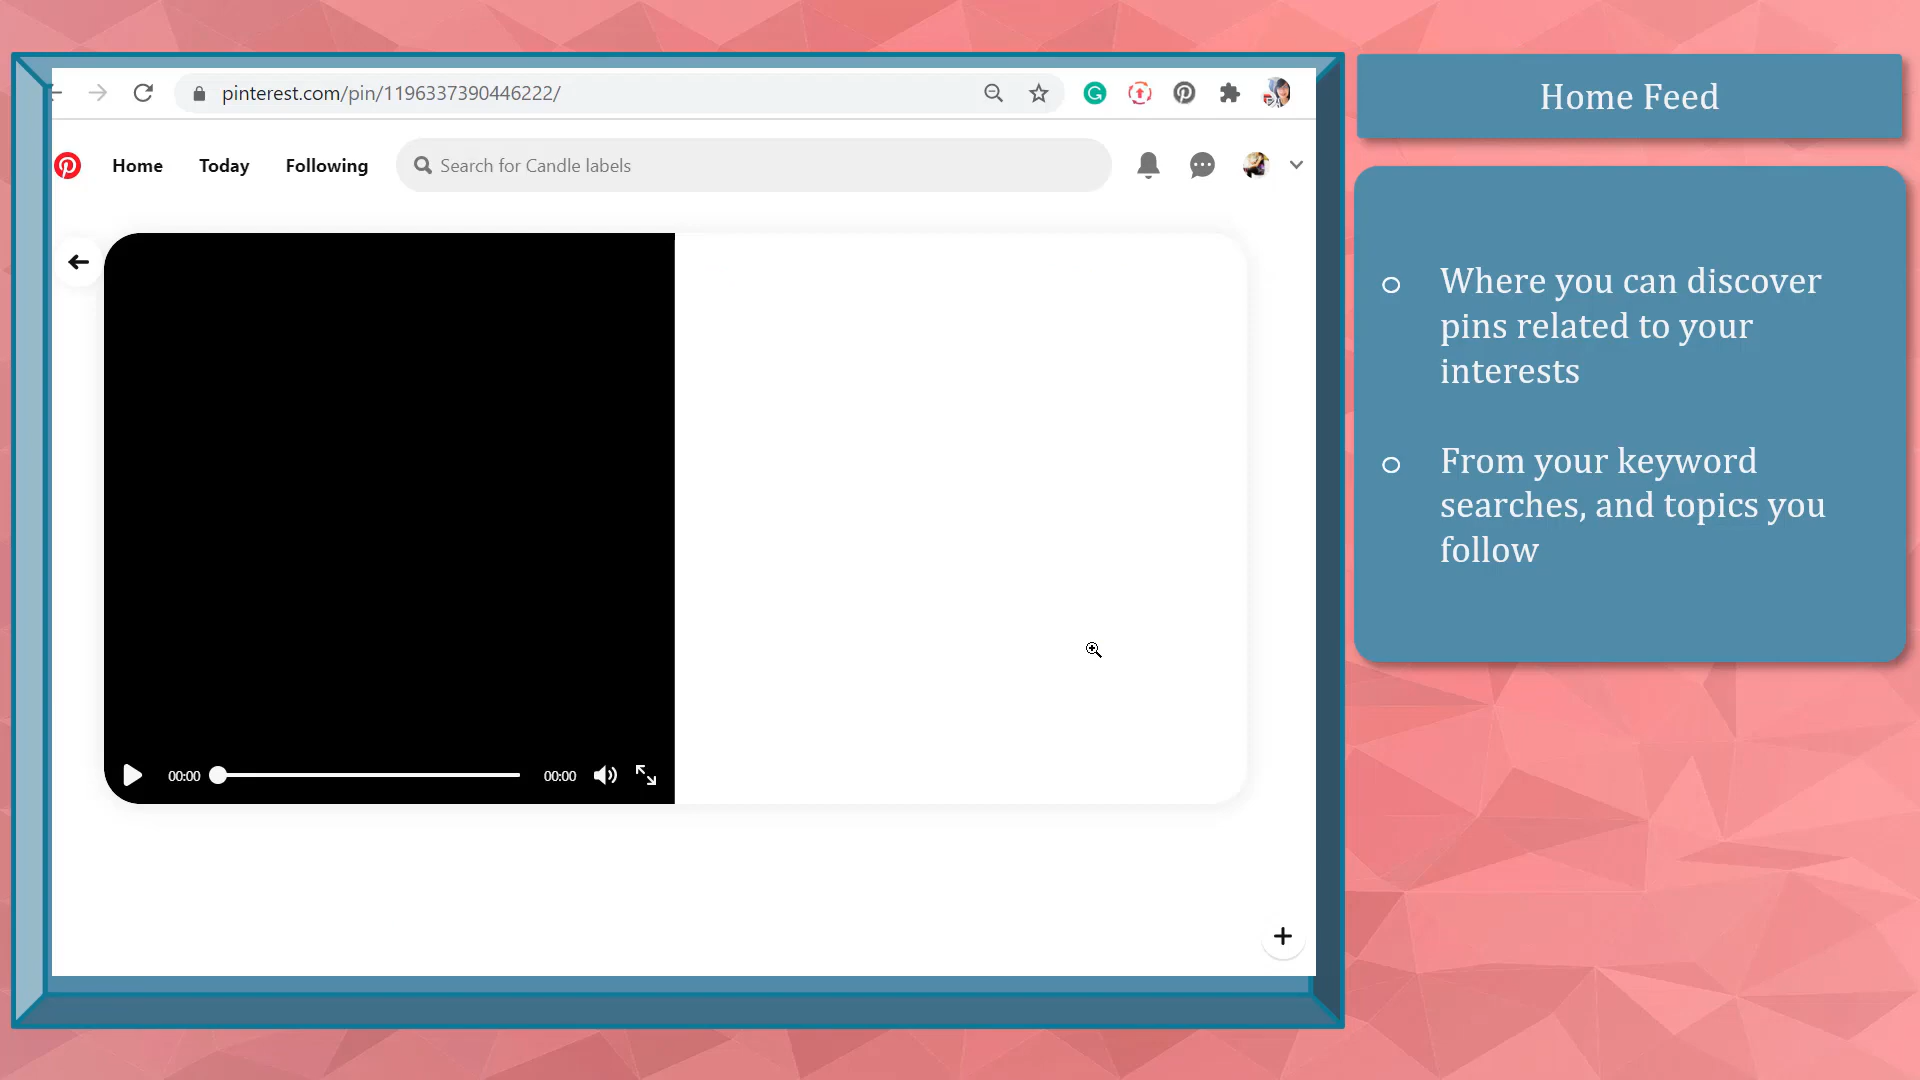 pinterest.com/pin/1196337390446222/
Home Today Following Search for Candle labels
00:00 00:00
Home Feed
o Where you can discover
pins related to your
interests
o From your keyword
searches, and topics you
follow